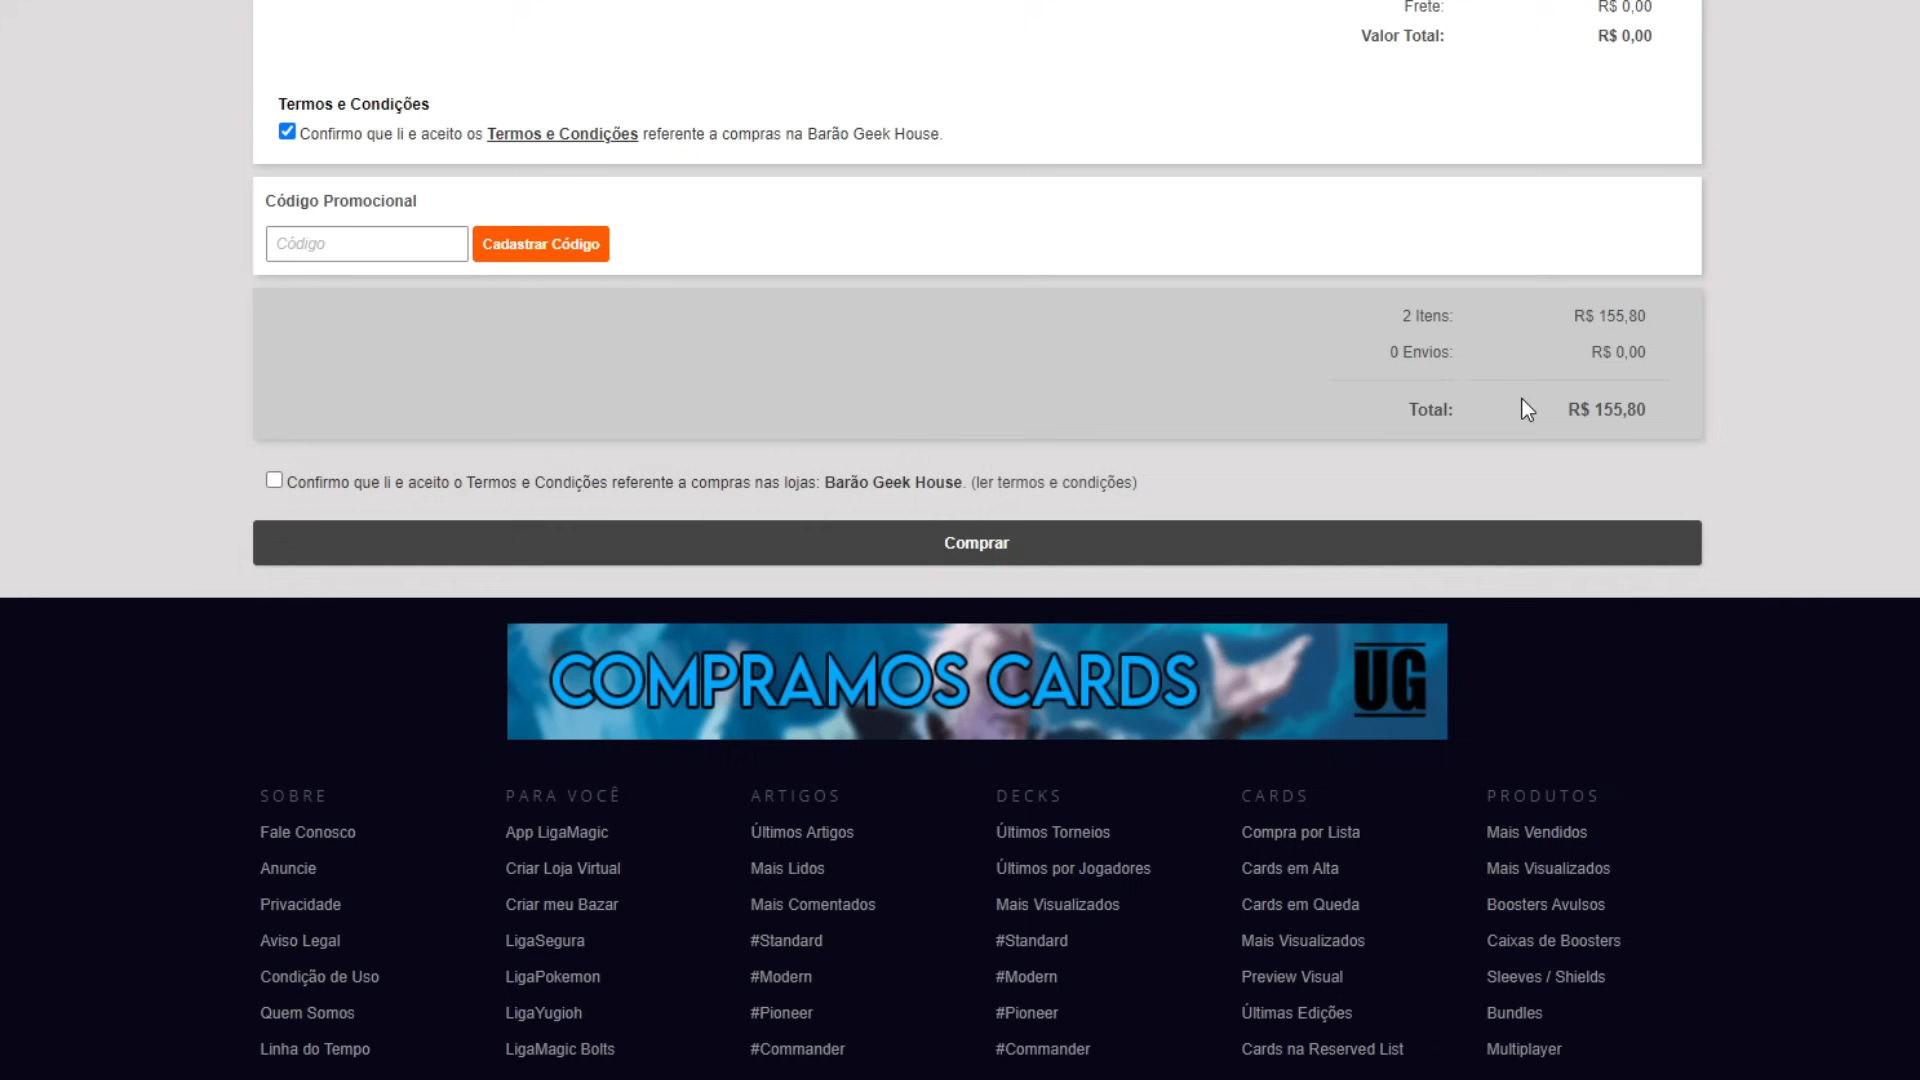 Frete: R$ 0,00
Valor Total: R$ 0,00
Termos e Condições
Confirmo que li e aceito os Termos e Condições referente a compras na Barão Geek House.
Código Promocional
Código
Cadastrar Código
2 Itens: R$ 155,80
0 Envios: R$ 0,00
Total: R$ 155,80
Confirmo que li e aceito o Termos e Condições referente a compras nas lojas: Barão Geek House. (ler termos e condições)
Comprar
COMPRAMOS CARDS UG
SOBRE
Fale Conosco
Anuncie
Privacidade
Aviso Legal
Condição de Uso
Quem Somos
Linha do Tempo
PARA VOCÊ
App LigaMagic
Criar Loja Virtual
Criar meu Bazar
LigaSegura
LigaPokemon
LigaYugioh
LigaMagic Bolts
ARTIGOS
Últimos Artigos
Mais Lidos
Mais Comentados
#Standard
#Modern
#Pioneer
#Commander
DECKS
Últimos Torneios
Últimos por Jogadores
Mais Visualizados
#Standard
#Modern
#Pioneer
#Commander
CARDS
Compra por Lista
Cards em Alta
Cards em Queda
Mais Visualizados
Preview Visual
Últimas Edições
Cards na Reserved List
PRODUTOS
Mais Vendidos
Mais Visualizados
Boosters Avulsos
Caixas de Boosters
Sleeves / Shields
Bundles
Multiplayer